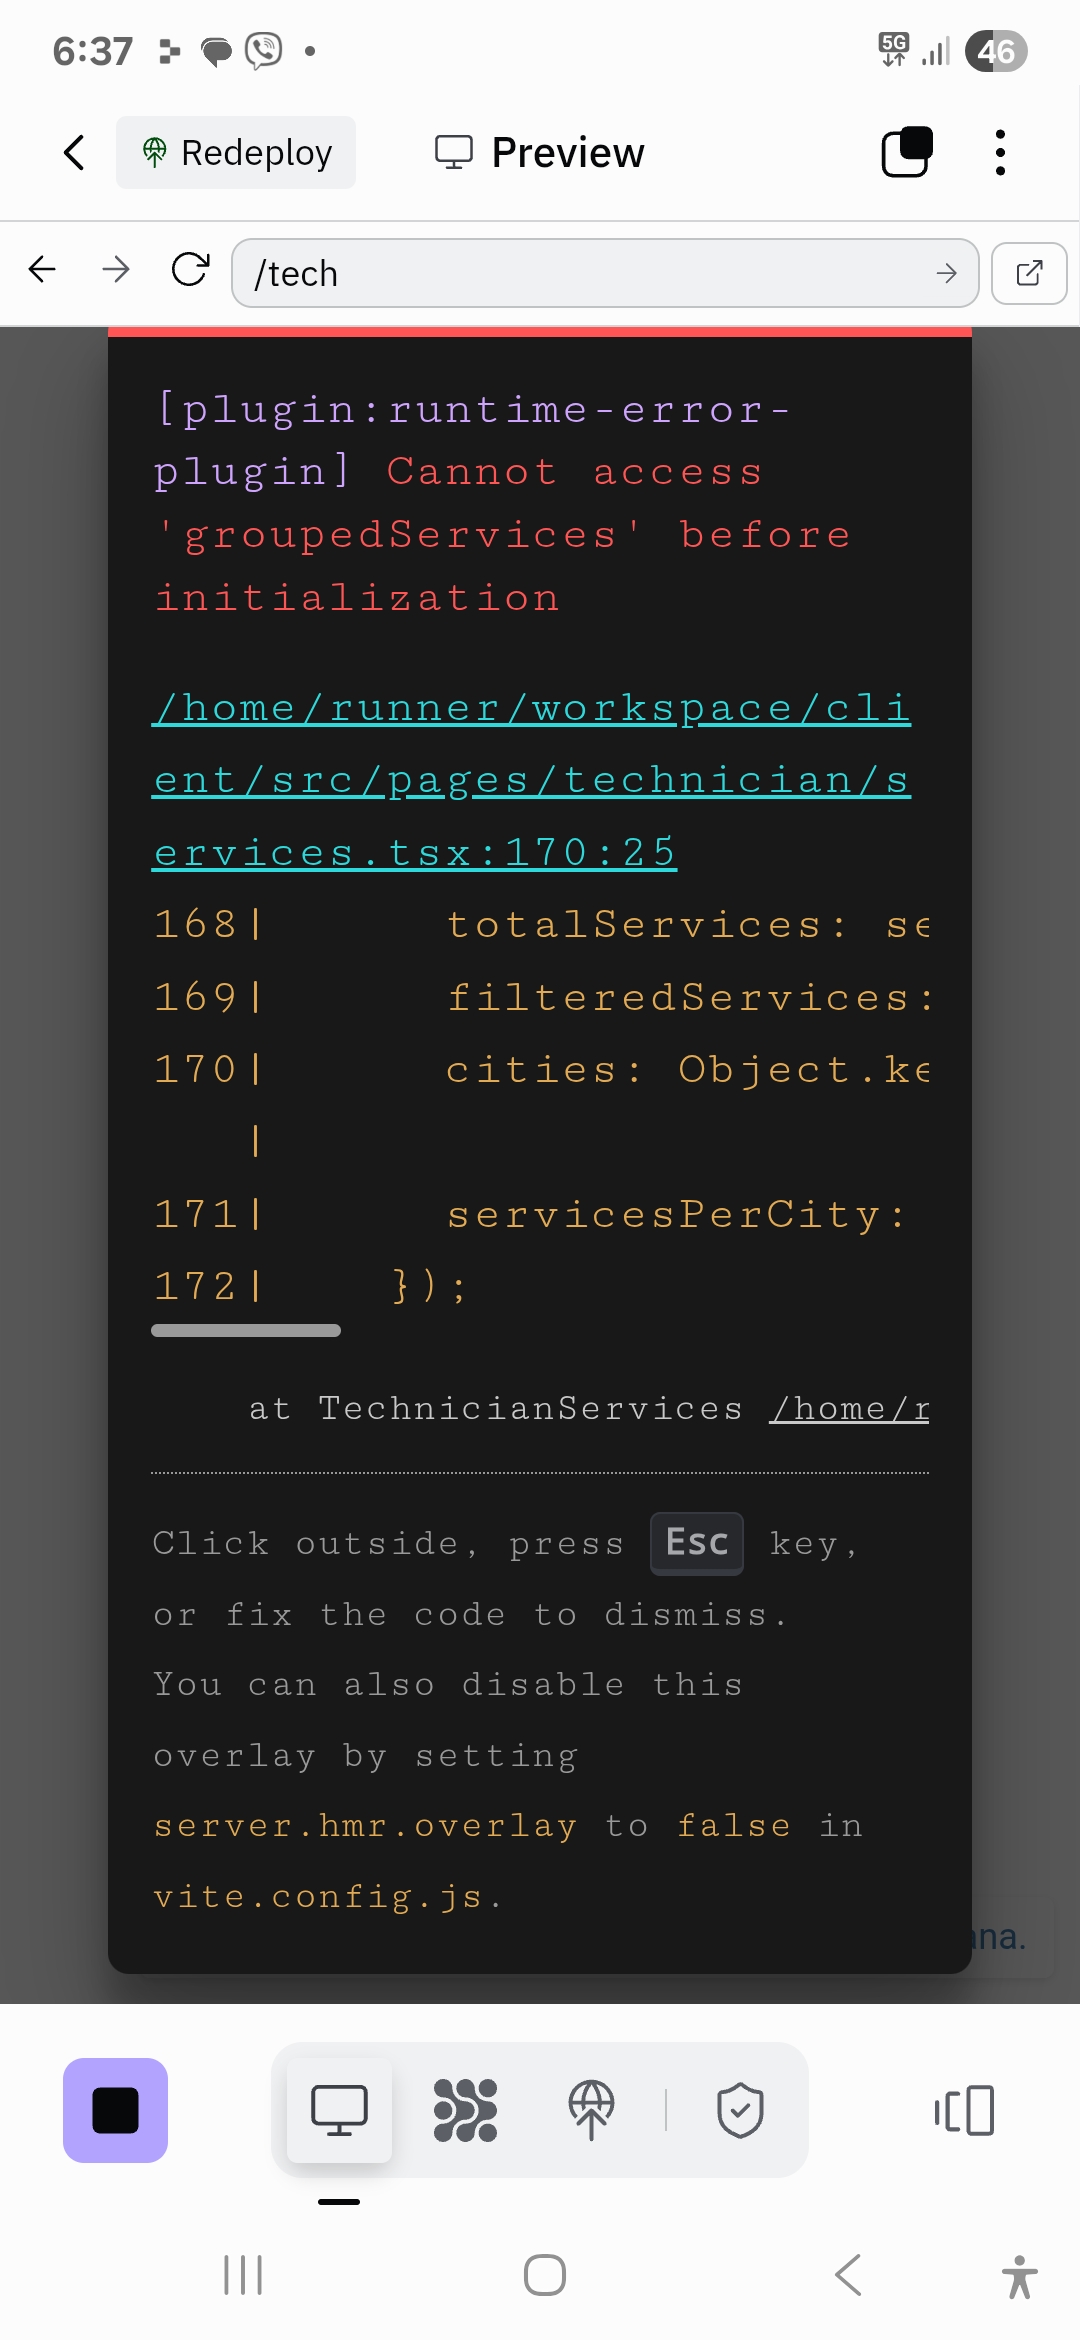 6:37
5G
46
Redeploy
Preview
/tech
[plugin:runtime-error-
plugin] Cannot access
'groupedServices' before
initialization
/home/runner/workspace/cli
ent/src/pages/technician/s
ervices.tsx:170:25
168|       totalServices: se
169|       filteredServices:
170|       cities: Object.ke
   |
171|       servicesPerCity:
172|     });
at TechnicianServices /home/r
Click outside, press Esc key,
or fix the code to dismiss.
You can also disable this
overlay by setting
server.hmr.overlay to false in
vite.config.js.